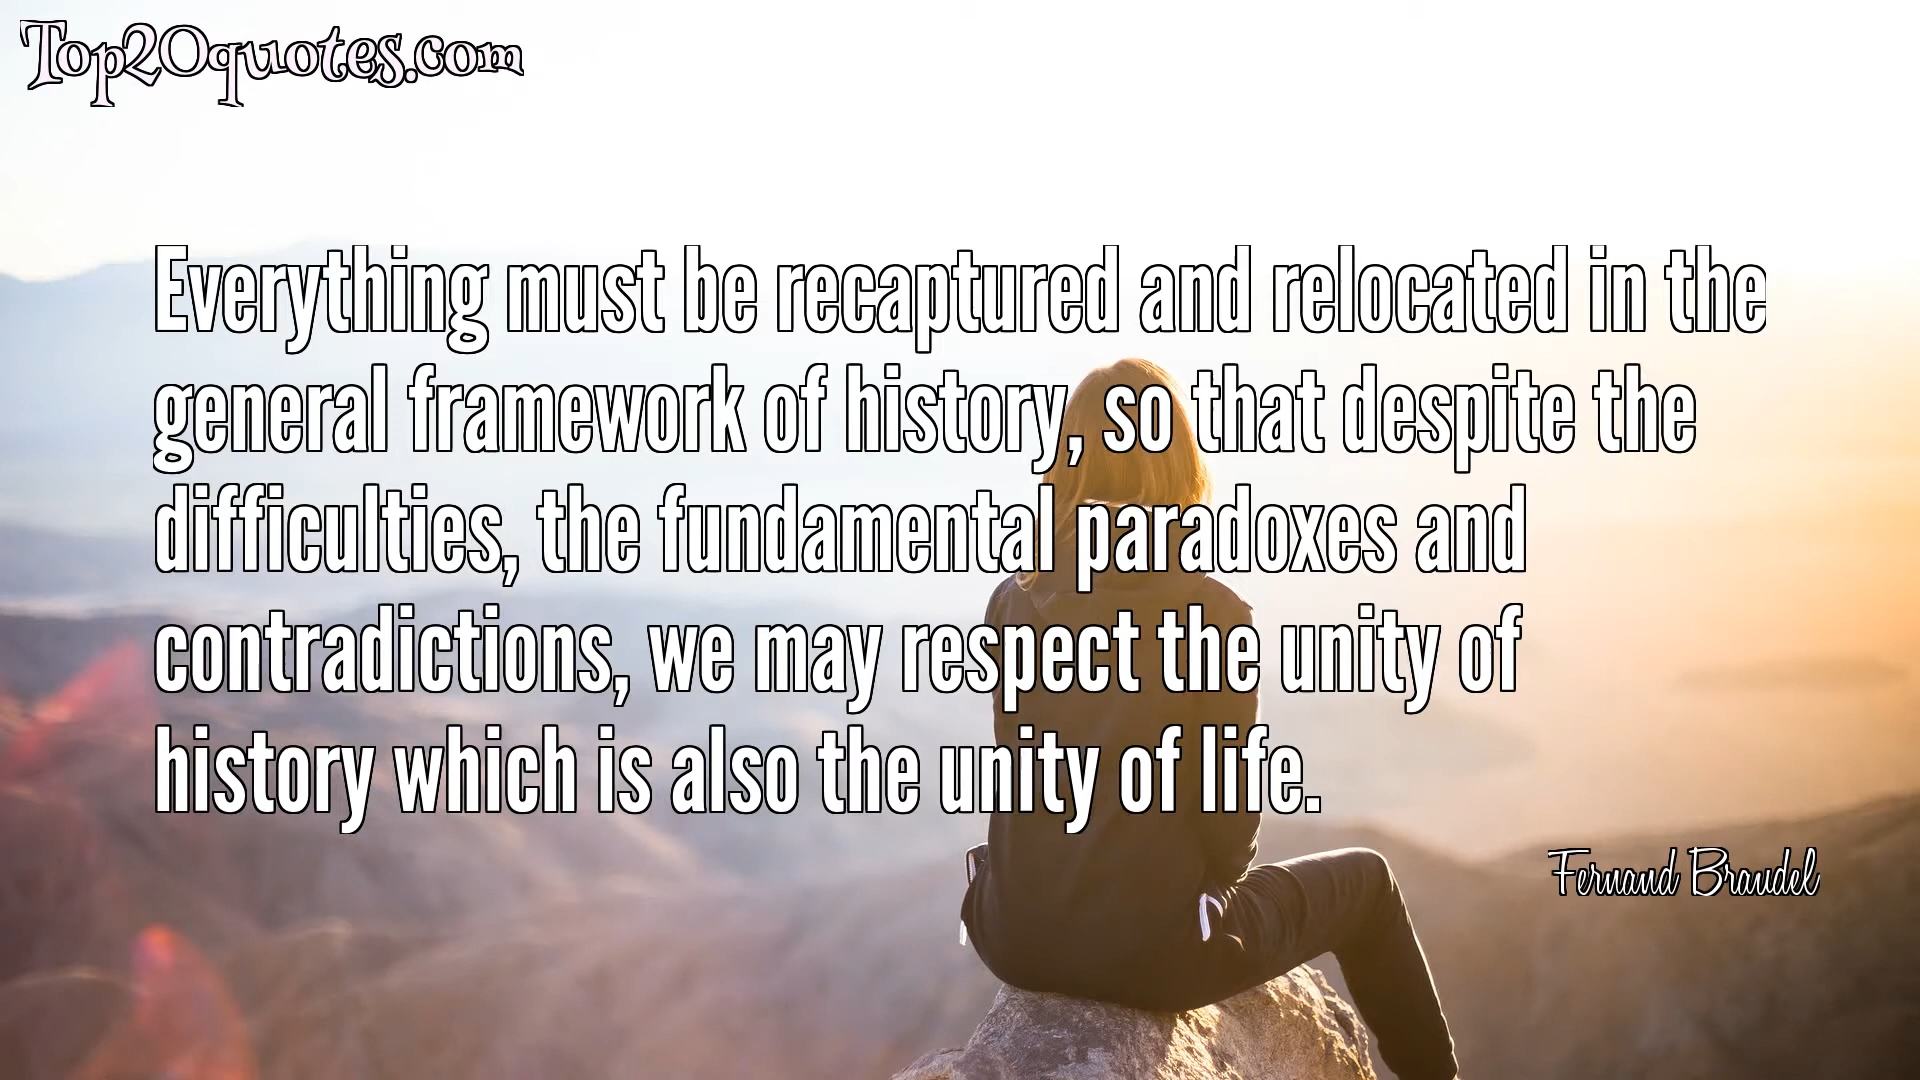 Top20quotes.com
Everything must be recaptured and relocated in the
general framework of history, so that despite the
difficulties, the fundamental paradoxes and
contradictions, we may respect the unity of
history which is also the unity of life.
Fernand Braudel